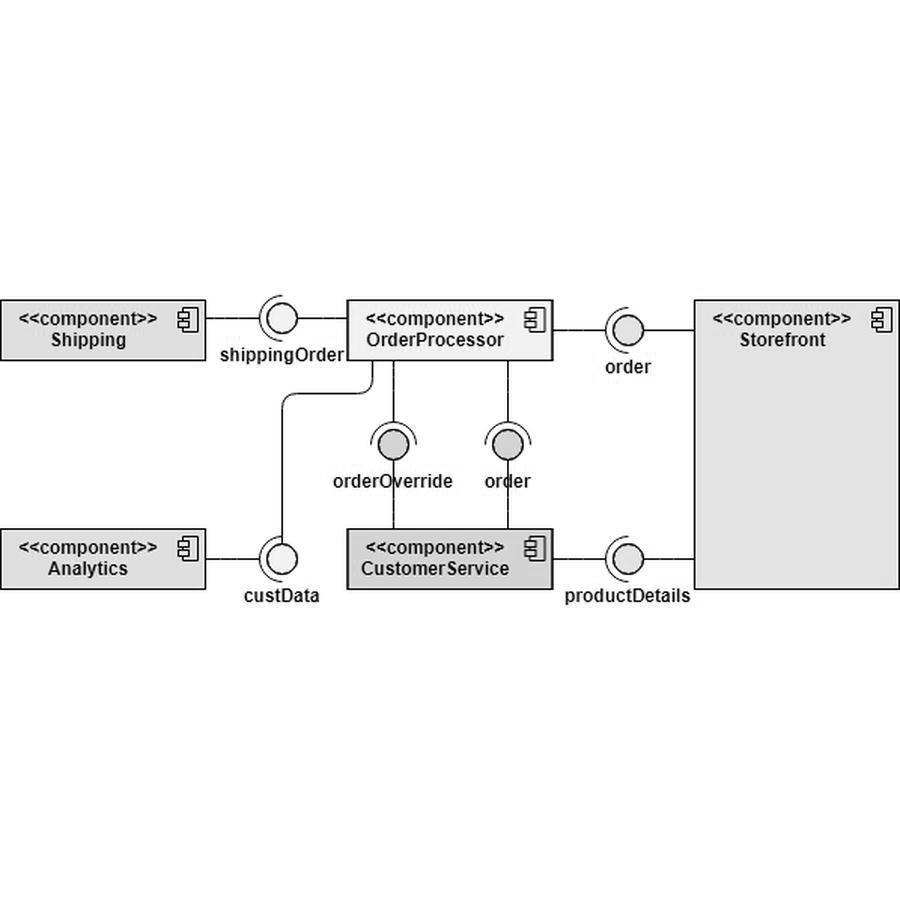 <<component>>
Shipping
shippingOrder
<<component>>
OrderProcessor
order
<<component>>
Storefront
orderOverride
order
<<component>>
Analytics
custData
<<component>>
CustomerService
productDetails